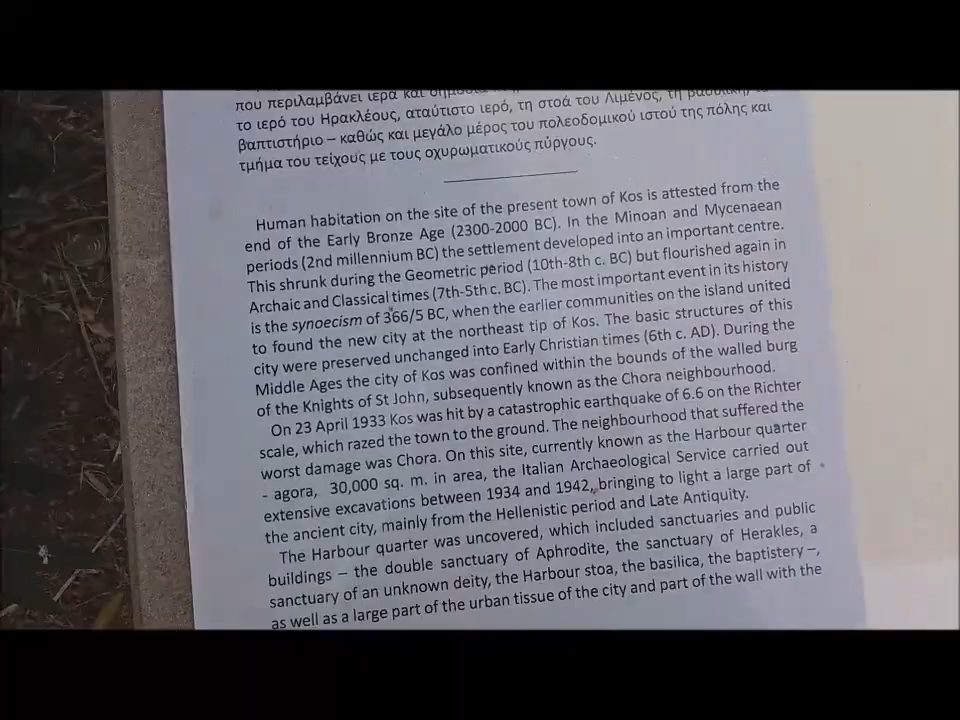 που περιλαμβάνει ιερά και
το ιερό του Ηρακλέους, αταύτιστο ιερό, τη στοά του Λιμένος, τη
βαπτιστήριο – καθώς και μεγάλο μέρος του πολεοδομικού ιστού της πόλης και
τμήμα του τείχους με τους οχυρωματικούς πύργους.
Human habitation on the site of the present town of Kos is attested from the
end of the Early Bronze Age (2300-2000 BC). In the Minoan and Mycenaean
periods (2nd millennium BC) the settlement developed into an important centre.
This shrunk during the Geometric period (10th-8th c. BC) but flourished again in
Archaic and Classical times (7th-5th c. BC). The most important event in its history
is the synoecism of 366/5 BC, when the earlier communities on the island united
to found the new city at the northeast tip of Kos. The basic structures of this
city were preserved unchanged into Early Christian times (6th c. AD). During the
Middle Ages the city of Kos was confined within the bounds of the walled burg
of the Knights of St John, subsequently known as the Chora neighbourhood.
On 23 April 1933 Kos was hit by a catastrophic earthquake of 6.6 on the Richter
scale, which razed the town to the ground. The neighbourhood that suffered the
worst damage was Chora. On this site, currently known as the Harbour quarter
- agora, 30,000 sq. m. in area, the Italian Archaeological Service carried out
extensive excavations between 1934 and 1942, bringing to light a large part of
the ancient city, mainly from the Hellenistic period and Late Antiquity.
The Harbour quarter was uncovered, which included sanctuaries and public
buildings – the double sanctuary of Aphrodite, the sanctuary of Herakles, a
sanctuary of an unknown deity, the Harbour stoa, the basilica, the baptistery –,
as well as a large part of the urban tissue of the city and part of the wall with the